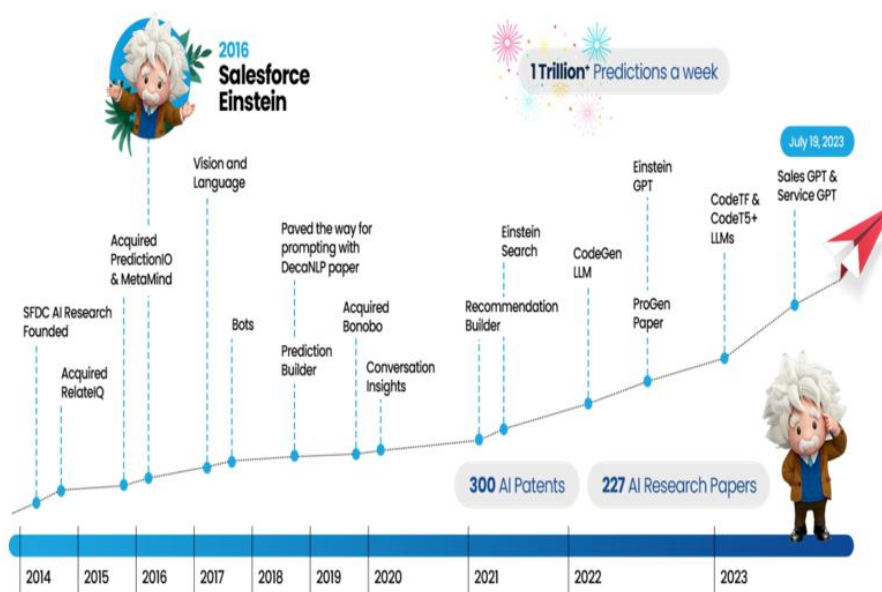 2016
Salesforce
Einstein
1 Trillion+ Predictions a week
July 19, 2023
SFDC AI Research
Founded
Acquired
RelateIQ
Acquired
PredictionIO
& MetaMind
Vision and
Language
Bots
Paved the way for
prompting with
DecaNLP paper
Prediction
Builder
Acquired
Bonobo
Conversation
Insights
Recommendation
Builder
Einstein
Search
CodeGen
LLM
Einstein
GPT
ProGen
Paper
CodeTF &
CodeT5+
LLMs
Sales GPT &
Service GPT
300 AI Patents
227 AI Research Papers
2014
2015
2016
2017
2018
2019
2020
2021
2022
2023